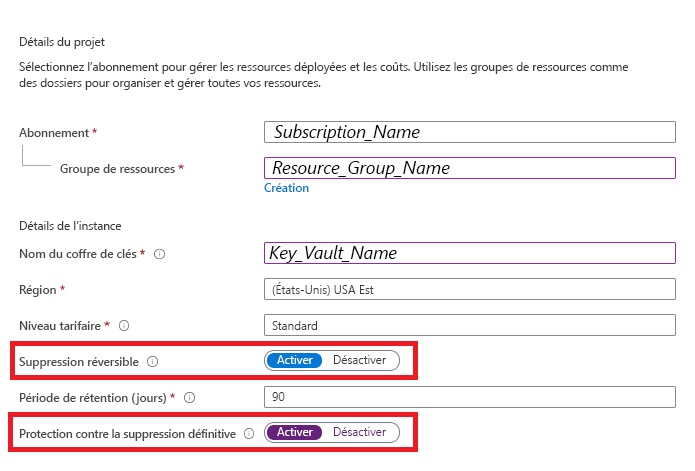 Détails du projet
Sélectionnez l'abonnement pour gérer les ressources déployées et les coûts. Utilisez les groupes de ressources comme
des dossiers pour organiser et gérer toutes vos ressources.
Abonnement * Subscription_Name
Groupe de ressources * Resource_Group_Name
Création
Détails de l'instance
Nom du coffre de clés * Key_Vault_Name
Région * (États-Unis) USA Est
Niveau tarifaire * Standard
Suppression réversible Activer Désactiver
Période de rétention (jours) * 90
Protection contre la suppression définitive Activer Désactiver